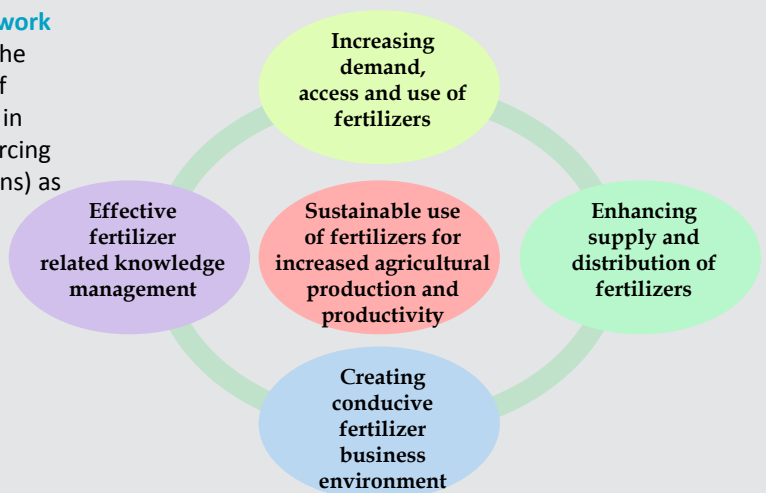 work
he
f
in
rcing
ns) as
Increasing
demand,
access and use of
fertilizers
Effective
fertilizer
related knowledge
management
Sustainable use
of fertilizers for
increased agricultural
production and
productivity
Enhancing
supply and
distribution of
fertilizers
Creating
conducive
fertilizer
business
environment